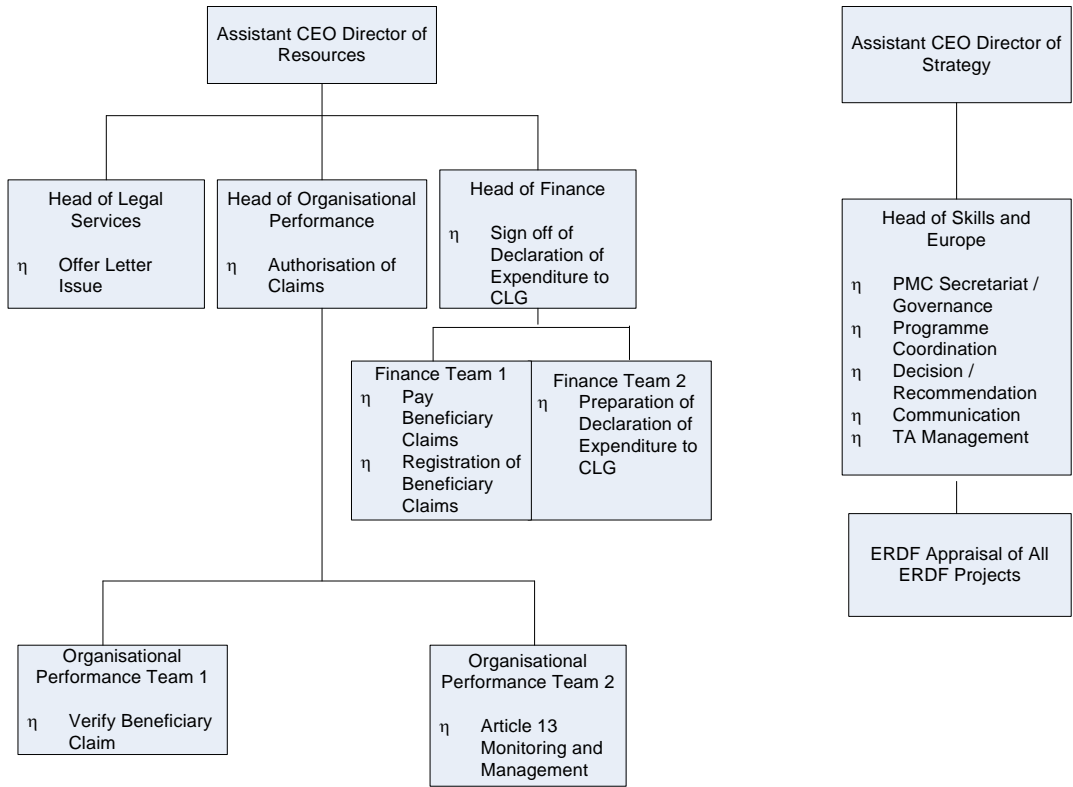 Assistant CEO Director of
Resources
Assistant CEO Director of
Strategy
Head of Legal
Services
η Offer Letter
Issue
Head of Organisational
Performance
η Authorisation of
Claims
Head of Finance
η Sign off of
Declaration of
Expenditure to
CLG
Head of Skills and
Europe
η PMC Secretariat /
Governance
η Programme
Coordination
η Decision /
Recommendation
η Communication
η TA Management
Finance Team 1
η Pay
Beneficiary
Claims
η Registration of
Beneficiary
Claims
Finance Team 2
η Preparation of
Declaration of
Expenditure to
CLG
ERDF Appraisal of All
ERDF Projects
Organisational
Performance Team 1
η Verify Beneficiary
Claim
Organisational
Performance Team 2
η Article 13
Monitoring and
Management